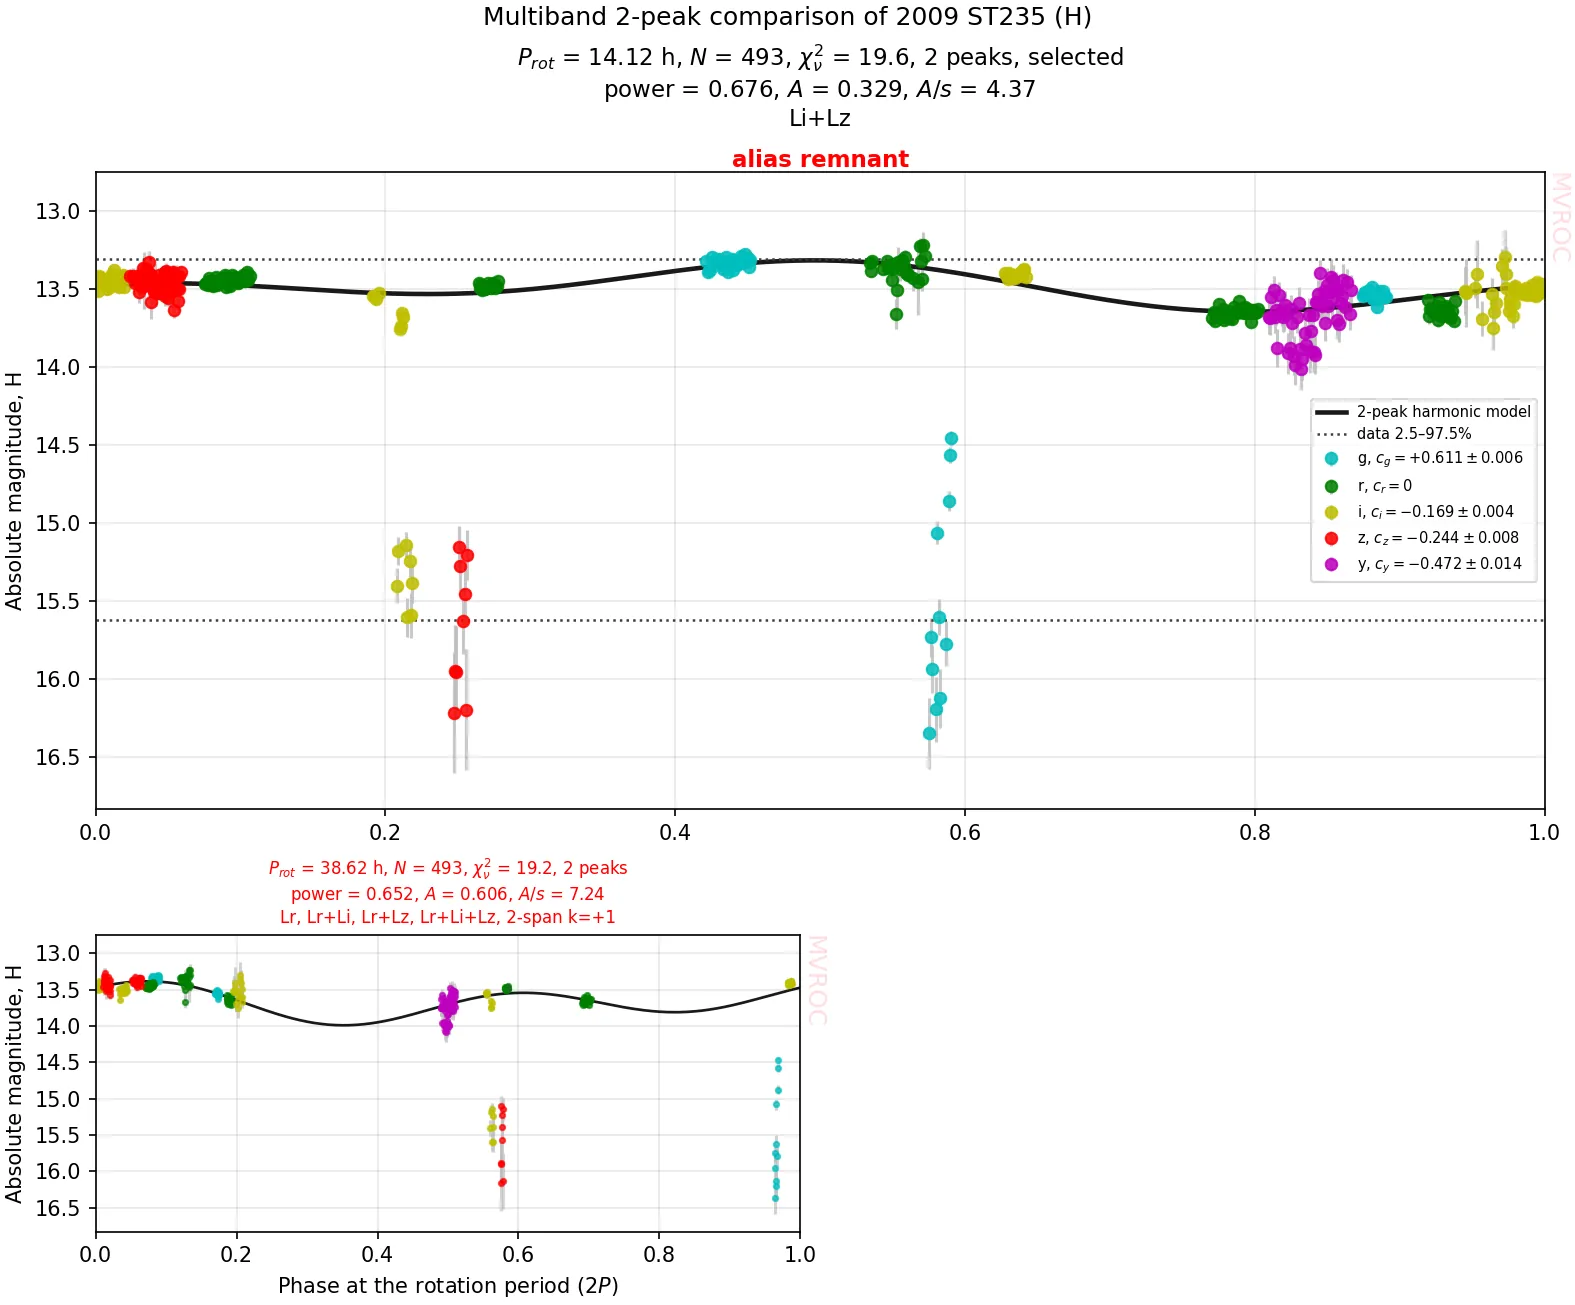 Multiband 2-peak comparison of 2009 ST235 (H)
P_rot = 14.12 h, N = 493, χ²_ν = 19.6, 2 peaks, selected
power = 0.676, A = 0.329, A/s = 4.37
Li+Lz
alias remnant
MVROC
Absolute magnitude, H
13.0
13.5
14.0
14.5
15.0
15.5
16.0
16.5
2-peak harmonic model
data 2.5–97.5%
g, c_g = +0.611 ± 0.006
r, c_r = 0
i, c_i = −0.169 ± 0.004
z, c_z = −0.244 ± 0.008
y, c_y = −0.472 ± 0.014
0.0 0.2 0.4 0.6 0.8 1.0
P_rot = 38.62 h, N = 493, χ²_ν = 19.2, 2 peaks
power = 0.652, A = 0.606, A/s = 7.24
Lr, Lr+Li, Lr+Lz, Lr+Li+Lz, 2-span k=+1
MVROC
Absolute magnitude, H
13.0
13.5
14.0
14.5
15.0
15.5
16.0
16.5
0.0 0.2 0.4 0.6 0.8 1.0
Phase at the rotation period (2P)